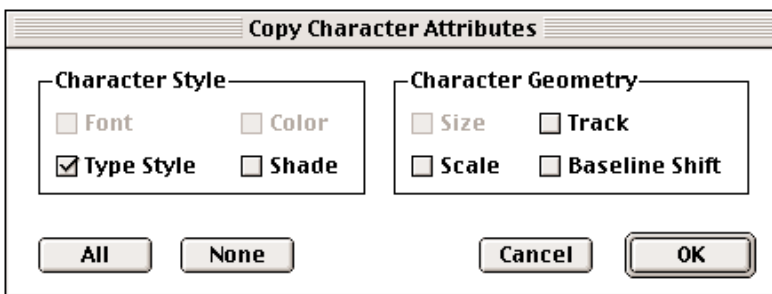 Copy Character Attributes
Character Style
Character Geometry
Font
Color
Size
Track
Type Style
Shade
Scale
Baseline Shift
All
None
Cancel
OK